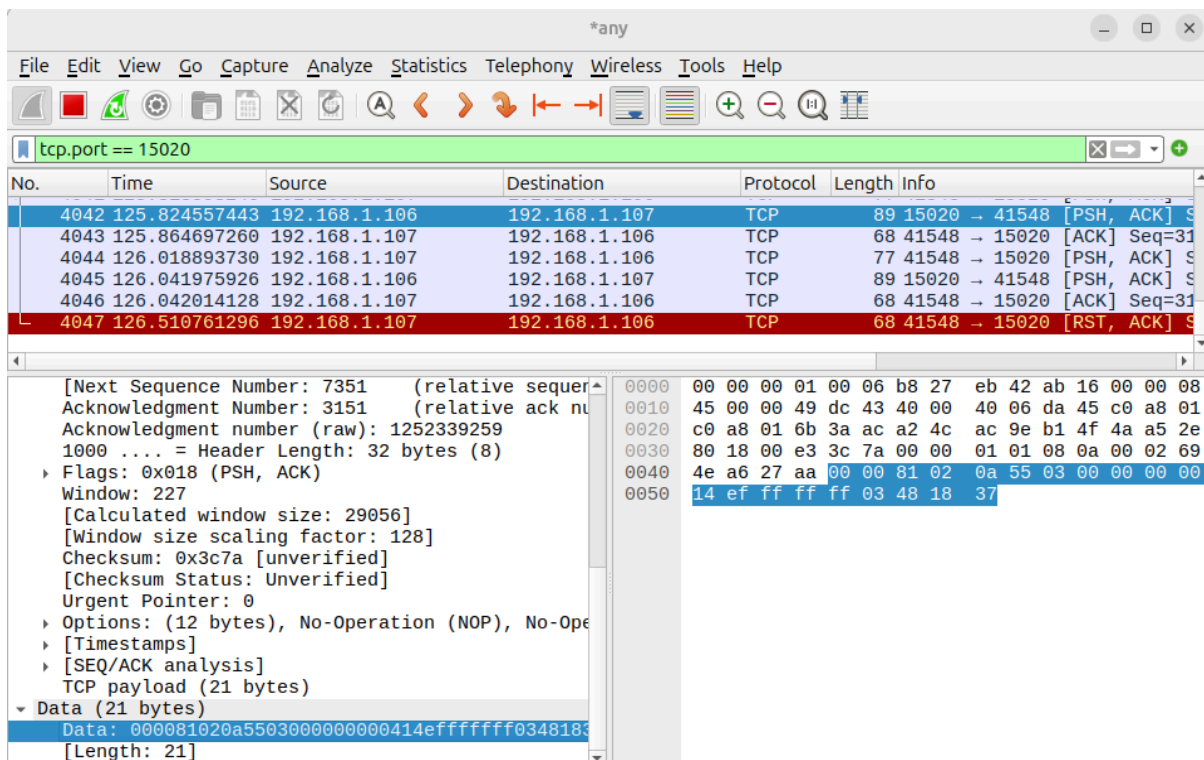 *any
File Edit View Go Capture Analyze Statistics Telephony Wireless Tools Help
tcp.port == 15020
No. Time Source Destination Protocol Length Info
4042 125.824557443 192.168.1.106 192.168.1.107 TCP 89 15020 → 41548 [PSH, ACK] S
4043 125.864697260 192.168.1.107 192.168.1.106 TCP 68 41548 → 15020 [ACK] Seq=31
4044 126.018893730 192.168.1.107 192.168.1.106 TCP 77 41548 → 15020 [PSH, ACK] S
4045 126.041975926 192.168.1.106 192.168.1.107 TCP 89 15020 → 41548 [PSH, ACK] S
4046 126.042014128 192.168.1.107 192.168.1.106 TCP 68 41548 → 15020 [ACK] Seq=31
4047 126.510761296 192.168.1.107 192.168.1.106 TCP 68 41548 → 15020 [RST, ACK] S
[Next Sequence Number: 7351 (relative sequen
Acknowledgment Number: 3151 (relative ack nu
Acknowledgment number (raw): 1252339259
1000 .... = Header Length: 32 bytes (8)
Flags: 0x018 (PSH, ACK)
Window: 227
[Calculated window size: 29056]
[Window size scaling factor: 128]
Checksum: 0x3c7a [unverified]
[Checksum Status: Unverified]
Urgent Pointer: 0
Options: (12 bytes), No-Operation (NOP), No-Ope
[Timestamps]
[SEQ/ACK analysis]
TCP payload (21 bytes)
Data (21 bytes)
Data: 000081020a5503000000000414efffffff0348183
[Length: 21]
0000 00 00 00 01 00 06 b8 27 eb 42 ab 16 00 00 08
0010 45 00 00 49 dc 43 40 00 40 06 da 45 c0 a8 01
0020 c0 a8 01 6b 3a ac a2 4c ac 9e b1 4f 4a a5 2e
0030 80 18 00 e3 3c 7a 00 00 01 01 08 0a 00 02 69
0040 4e a6 27 aa 00 00 81 02 0a 55 03 00 00 00 00
0050 14 ef ff ff ff 03 48 18 37